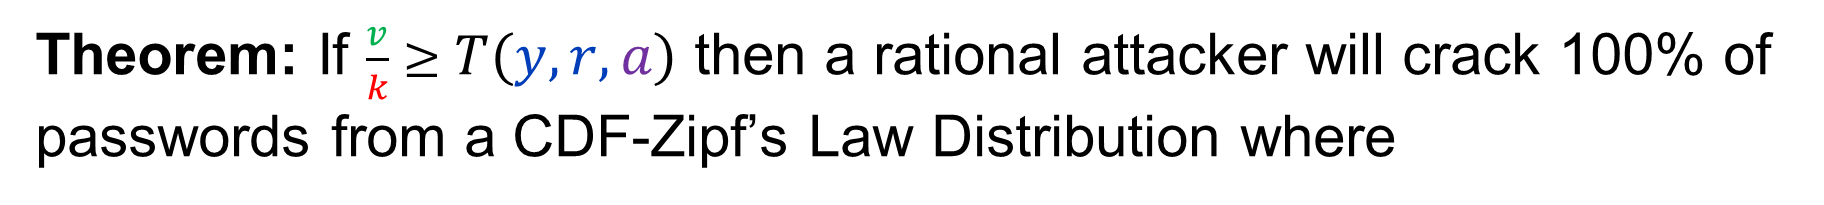 Theorem: If v/k ≥ T(y, r, a) then a rational attacker will crack 100% of
passwords from a CDF-Zipf’s Law Distribution where